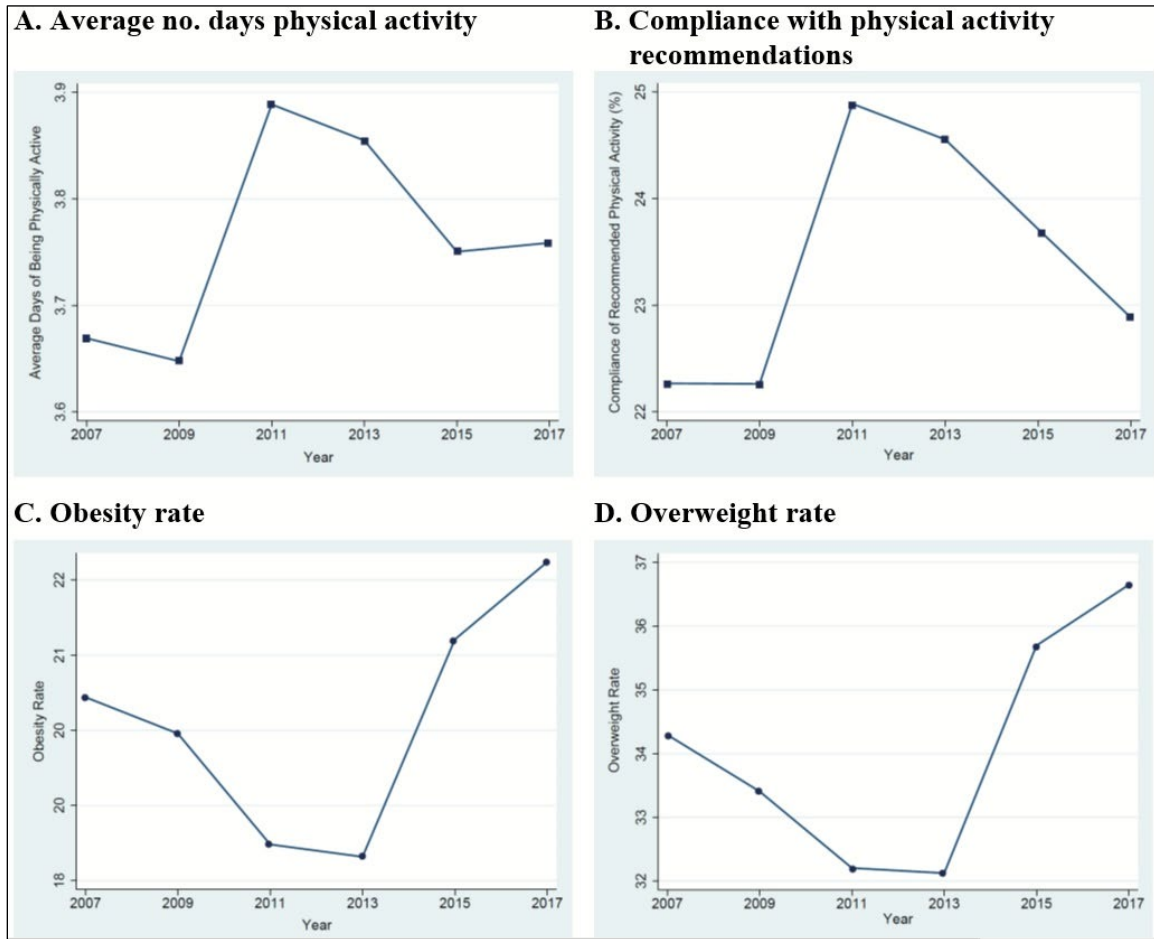 A. Average no. days physical activity
B. Compliance with physical activity
recommendations
Average Days of Being Physically Active
3.9
3.8
3.7
3.6
2007 2009 2011 2013 2015 2017
Year
Compliance of Recommended Physical Activity (%)
25
24
23
22
2007 2009 2011 2013 2015 2017
Year
C. Obesity rate
D. Overweight rate
Obesity Rate
22
21
20
20
18
2007 2009 2011 2013 2015 2017
Year
Overweight Rate
37
36
35
34
33
32
2007 2009 2011 2013 2015 2017
Year